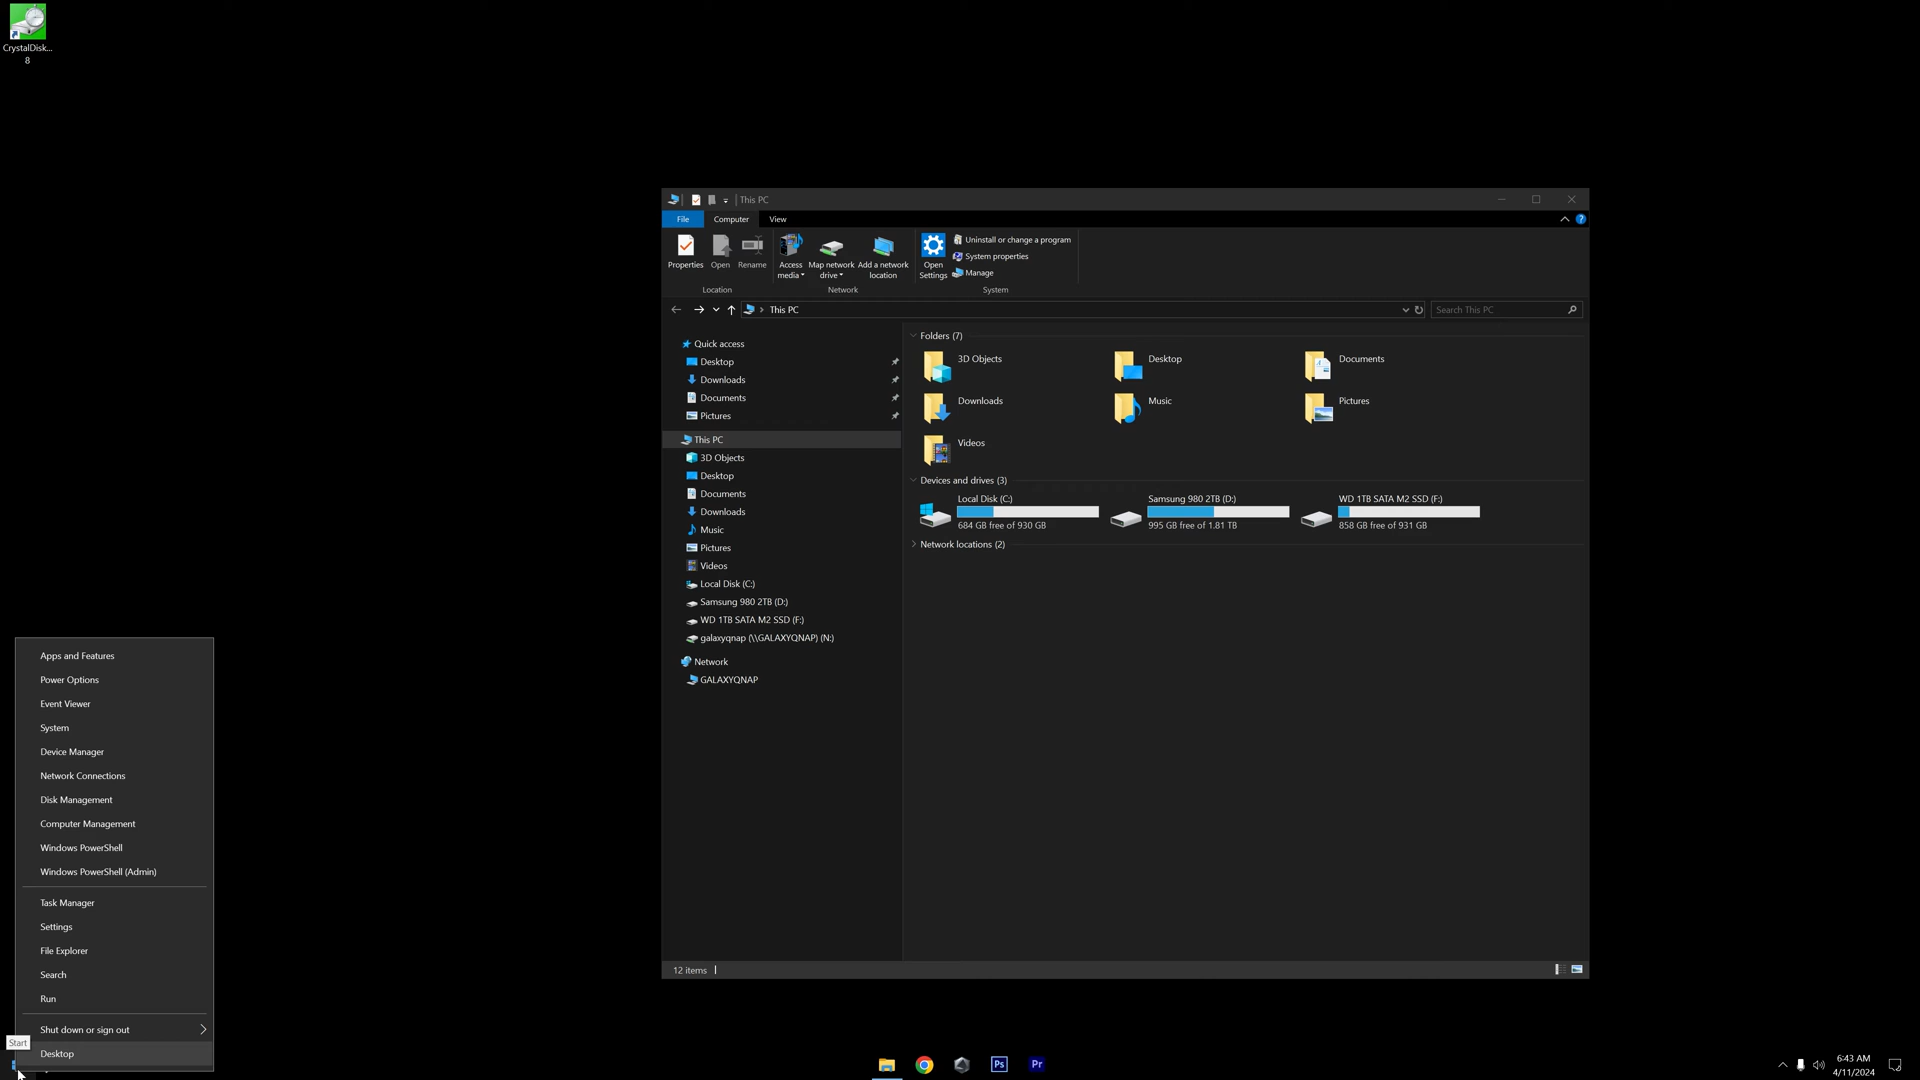 CrystalDisk...
8
This PC
File
Computer
View
Properties
Open
Rename
Access
media
Map network
drive
Add a network
location
Open
Settings
Uninstall or change a program
System properties
Manage
Location
Network
System
This PC
Search This PC
Quick access
Desktop
Downloads
Documents
Pictures
This PC
3D Objects
Desktop
Documents
Downloads
Music
Pictures
Videos
Local Disk (C:)
Samsung 980 2TB (D:)
WD 1TB SATA M2 SSD (F:)
galaxyqnap (\\GALAXYQNAP) (N:)
Network
GALAXYQNAP
Folders (7)
3D Objects
Desktop
Documents
Downloads
Music
Pictures
Videos
Devices and drives (3)
Local Disk (C:)
684 GB free of 930 GB
Samsung 980 2TB (D:)
995 GB free of 1.81 TB
WD 1TB SATA M2 SSD (F:)
858 GB free of 931 GB
Network locations (2)
12 items
Apps and Features
Power Options
Event Viewer
System
Device Manager
Network Connections
Disk Management
Computer Management
Windows PowerShell
Windows PowerShell (Admin)
Task Manager
Settings
File Explorer
Search
Run
Shut down or sign out
Desktop
Start
Ps
Pr
6:43 AM
4/11/2024